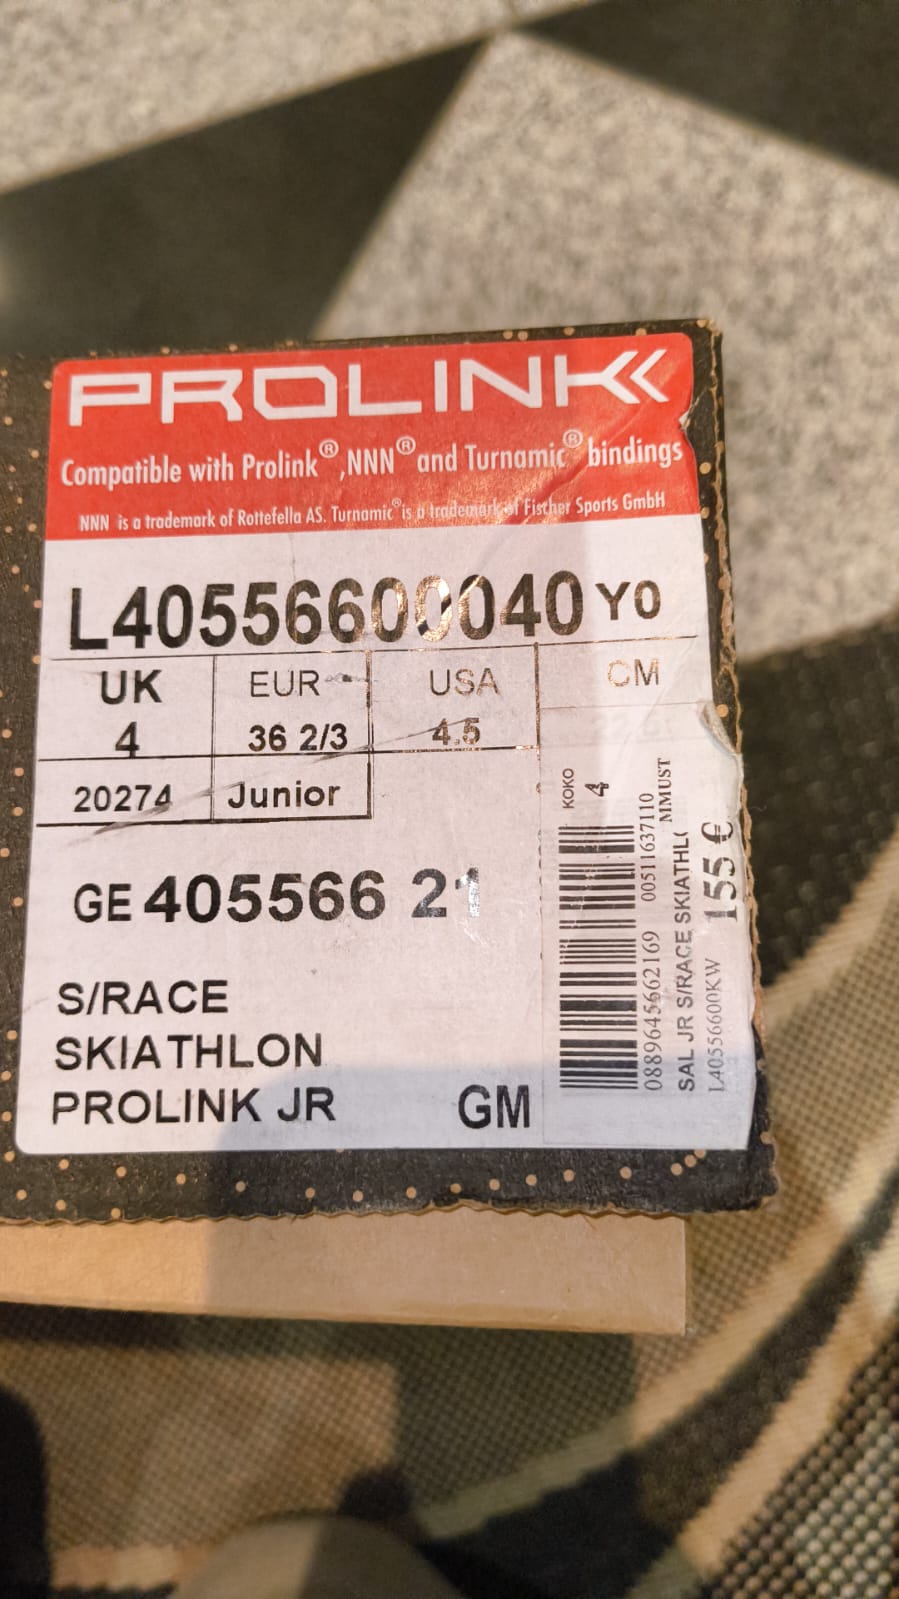 PROLINK
Compatible with Prolink®, NNN® and Turnamic® bindings
NNN is a trademark of Rottefella AS. Turnamic® is a trademark of Fischer Sports GmbH
L40556600040 Y0
UK EUR USA CM
4 36 2/3 4.5
20274 Junior
GE 405566 21
S/RACE
SKIATHLON
PROLINK JR GM
KOKO
4
0889645662169 00511637110
MMUST
SAL JR S/RACE SKIATHL(
L40556600KW 155 €